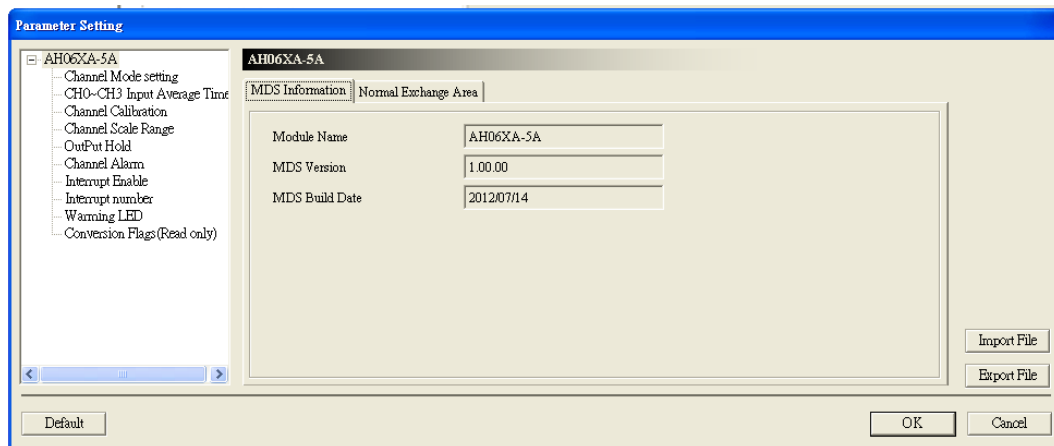 Parameter Setting
AH06XA-5A
Channel Mode setting
CH0~CH3 Input Average Time
Channel Calibration
Channel Scale Range
OutPut Hold
Channel Alarm
Interrupt Enable
Interrupt number
Warming LED
Conversion Flags(Read only)
AH06XA-5A
MDS Information
Normal Exchange Area
Module Name
AH06XA-5A
MDS Version
1.00.00
MDS Build Date
2012/07/14
Import File
Export File
Default
OK
Cancel